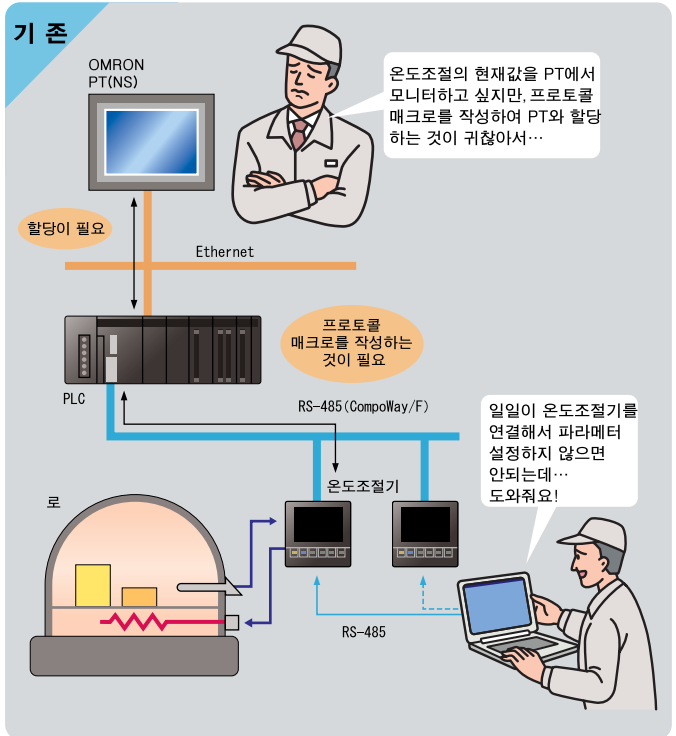 기 존
OMRON
PT(NS)
온도조절의 현재값을 PT에서
모니터하고 싶지만, 프로토콜
매크로를 작성하여 PT와 할당
하는 것이 귀찮아서…
할당이 필요
Ethernet
프로토콜
매크로를 작성하는
것이 필요
PLC
RS-485(CompoWay/F)
일일이 온도조절기를
연결해서 파라메터
설정하지 않으면
안되는데…
도와줘요!
온도조절기
로
RS-485